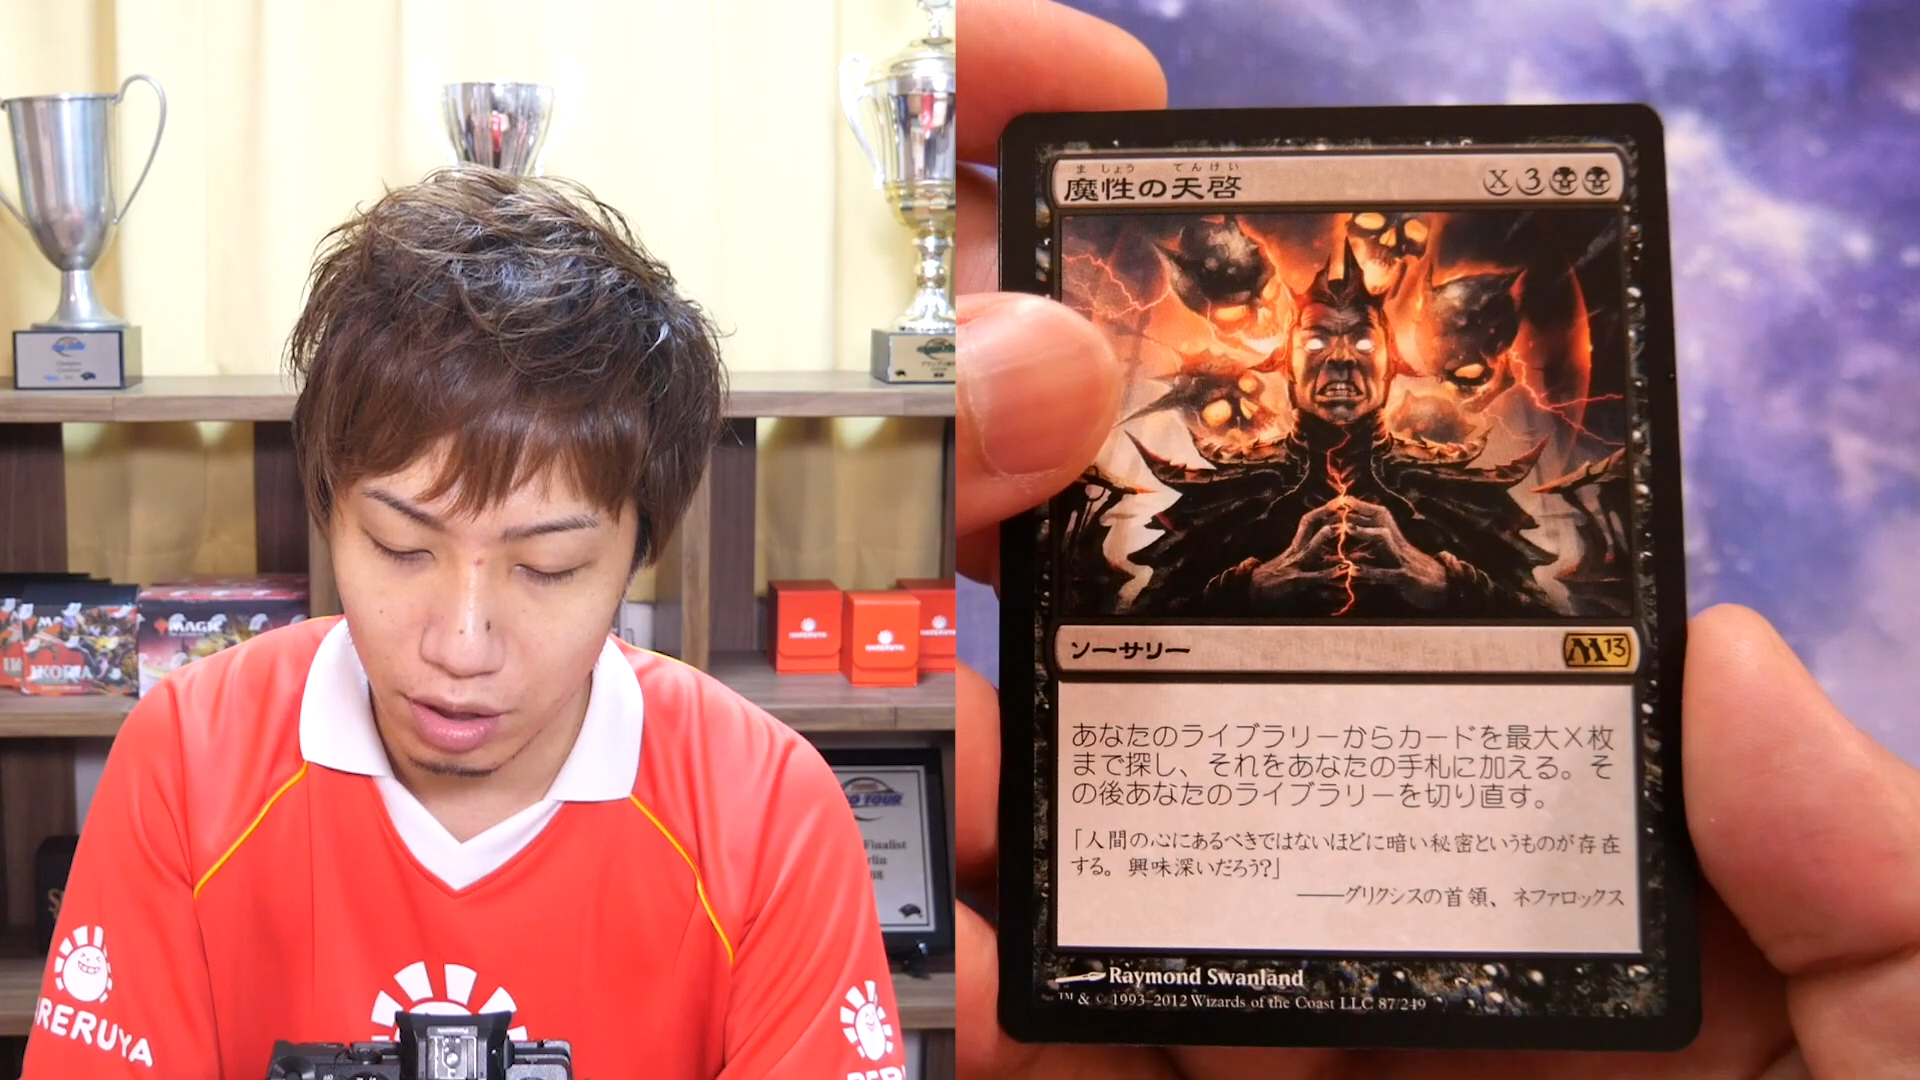 MAGIC
IKORIA
HARERUYA
HARERUYA
HARERUYA
TOUR
Finalist
ARERUYA
ましょう てんけい
魔性の天啓
X3
ソーサリー
M13
あなたのライブラリーからカードを最大X枚
まで探し、それをあなたの手札に加える。そ
の後あなたのライブラリーを切り直す。
「人間の心にあるべきではないほどに暗い秘密というものが存在
する。興味深いだろう?」
――グリクシスの首領、ネファロックス
Raymond Swanland
™ & © 1993–2012 Wizards of the Coast LLC 87/249